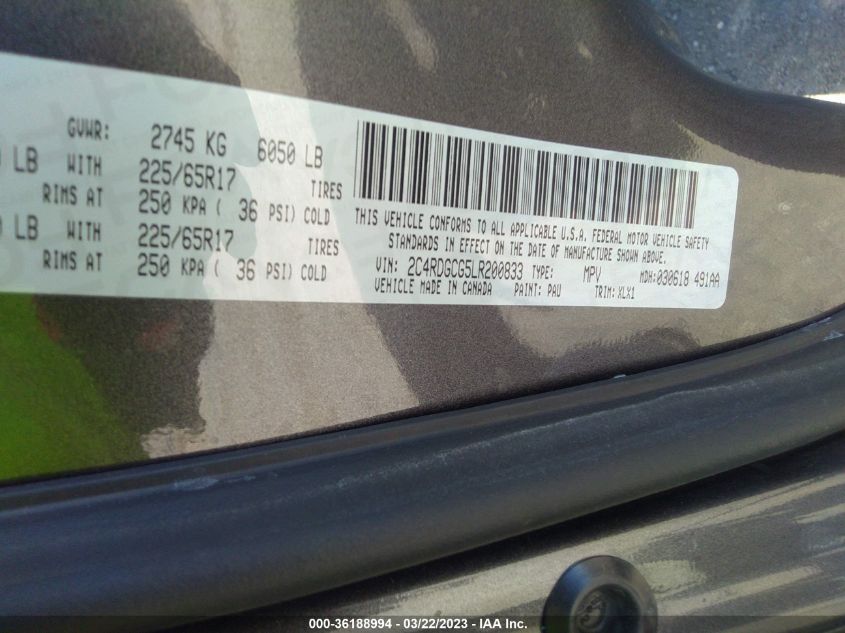 GVWR: 2745 KG 6050 LB
LB WITH 225/65R17 TIRES
RIMS AT 250 KPA ( 36 PSI) COLD
LB WITH 225/65R17 TIRES
RIMS AT 250 KPA ( 36 PSI) COLD
THIS VEHICLE CONFORMS TO ALL APPLICABLE U.S.A. FEDERAL MOTOR VEHICLE SAFETY
STANDARDS IN EFFECT ON THE DATE OF MANUFACTURE SHOWN ABOVE.
VIN: 2C4RDGCG5LR200833 TYPE: MPV MDH:030618 491AA
VEHICLE MADE IN CANADA PAINT: PAU TRIM: XLX1
000-36188994 - 03/22/2023 - IAA Inc.